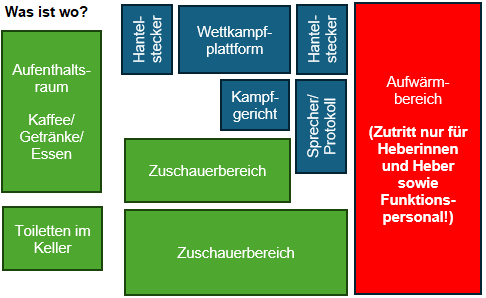 Was ist wo?
Aufenthalts-
raum
Kaffee/
Getränke/
Essen
Toiletten im
Keller
Hantel-
stecker
Wettkampf-
plattform
Hantel-
stecker
Kampf-
gericht
Sprecher/
Protokoll
Zuschauerbereich
Zuschauerbereich
Aufwärm-
bereich
(Zutritt nur für
Heberinnen
und Heber
sowie
Funktions-
personal!)